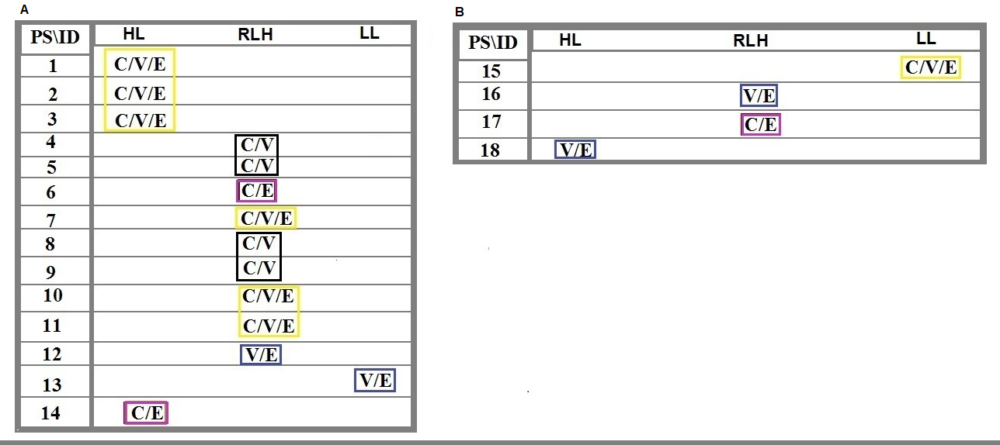 A
PS\ID HL RLH LL
1 C/V/E
2 C/V/E
3 C/V/E
4 C/V
5 C/V
6 C/E
7 C/V/E
8 C/V
9 C/V
10 C/V/E
11 C/V/E
12 V/E
13 V/E
14 C/E
B
PS\ID HL RLH LL
15 C/V/E
16 V/E
17 C/E
18 V/E